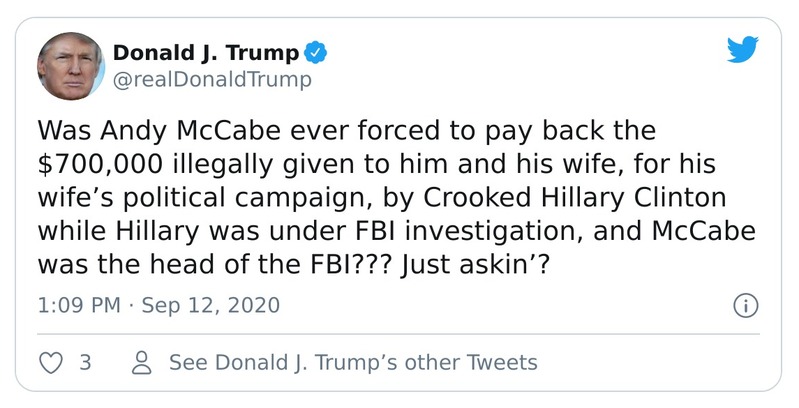 Donald J. Trump
@realDonaldTrump
Was Andy McCabe ever forced to pay back the
$700,000 illegally given to him and his wife, for his
wife’s political campaign, by Crooked Hillary Clinton
while Hillary was under FBI investigation, and McCabe
was the head of the FBI??? Just askin’?
1:09 PM · Sep 12, 2020
3
See Donald J. Trump’s other Tweets